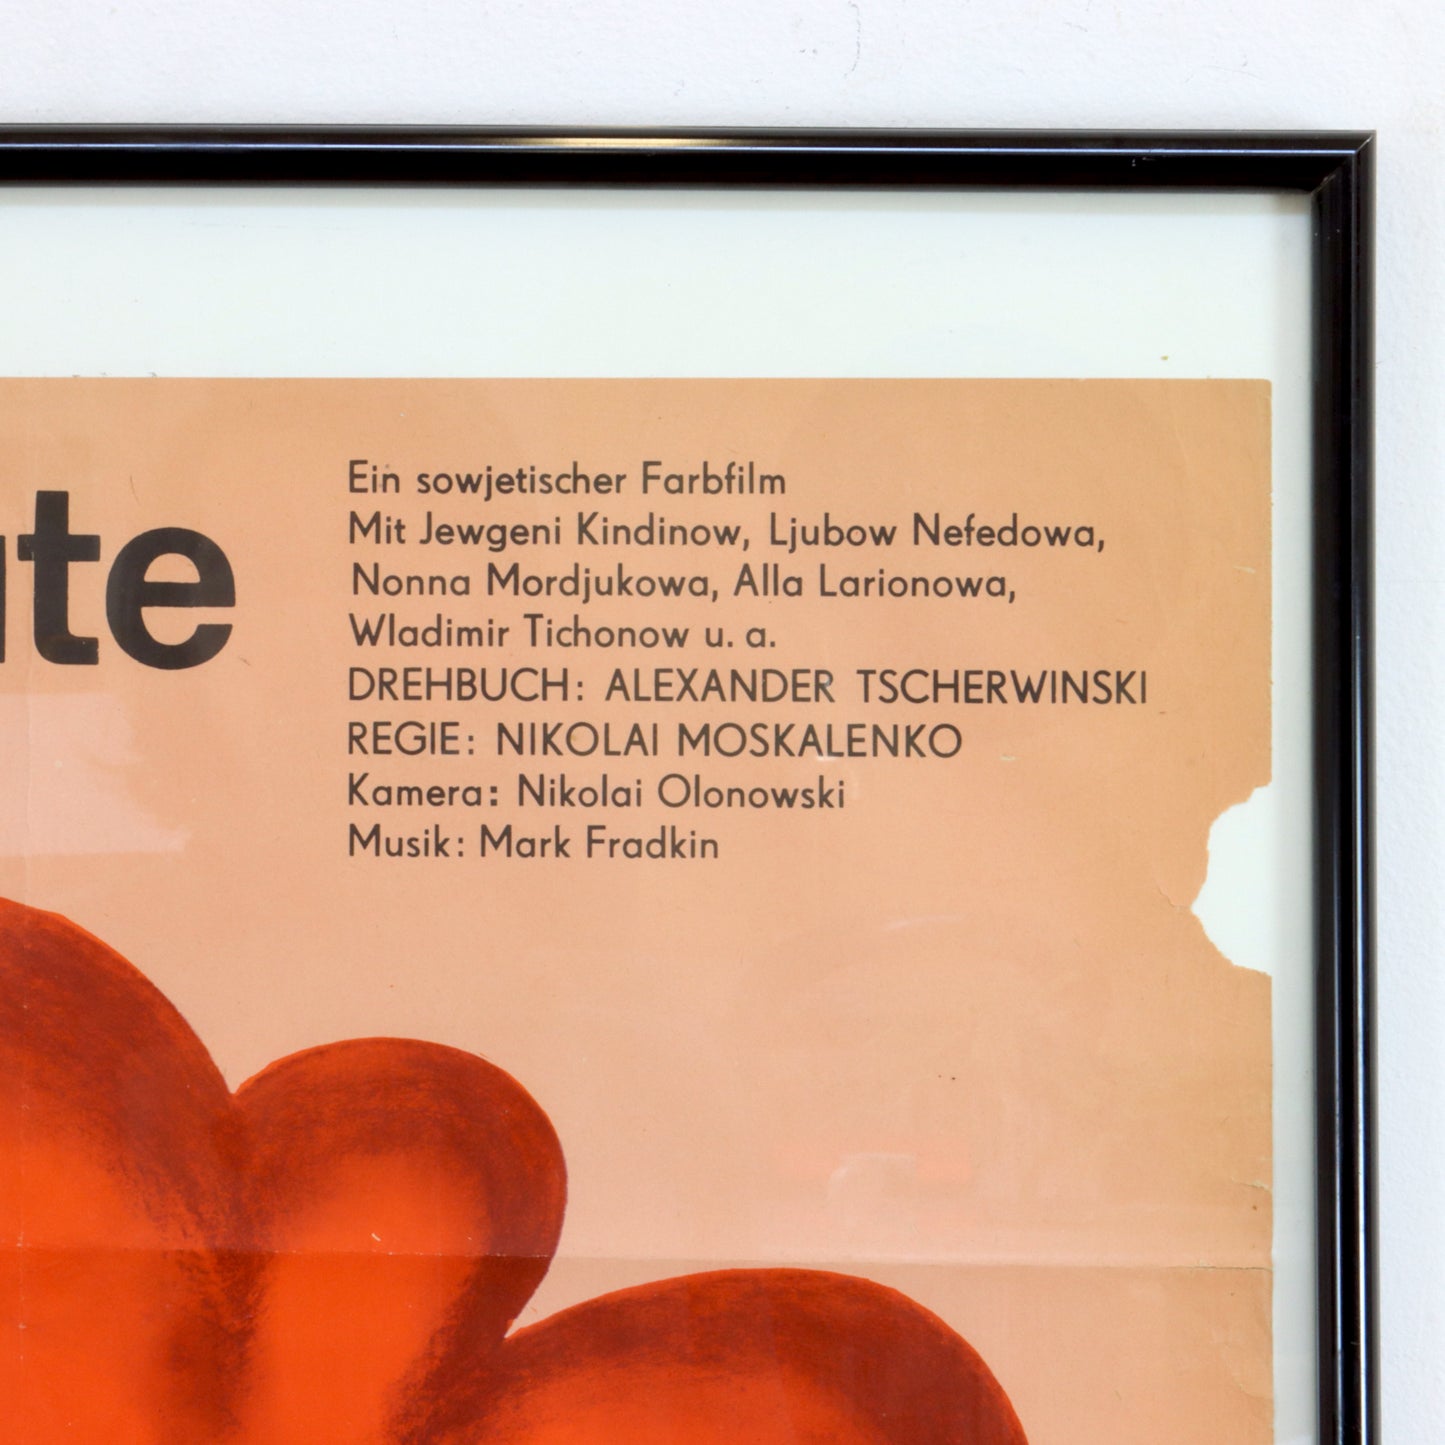 Ein sowjetischer Farbfilm
Mit Jewgeni Kindinow, Ljubow Nefedowa,
Nonna Mordjukowa, Alla Larionowa,
Wladimir Tichonow u. a.
DREHBUCH: ALEXANDER TSCHERWINSKI
REGIE: NIKOLAI MOSKALENKO
Kamera: Nikolai Olonowski
Musik: Mark Fradkin